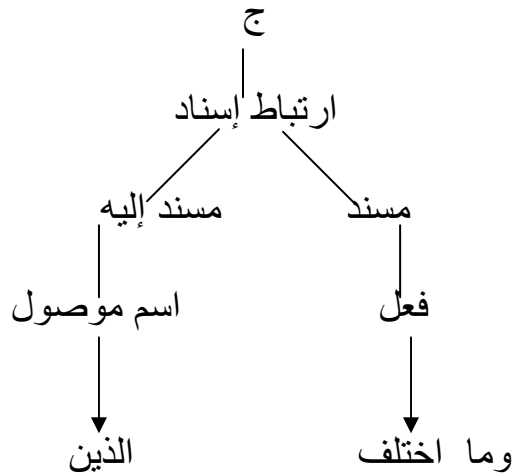 ج
ارتباط إسناد
مسند مسند إليه
فعل اسم موصول
وما اختلف الذين